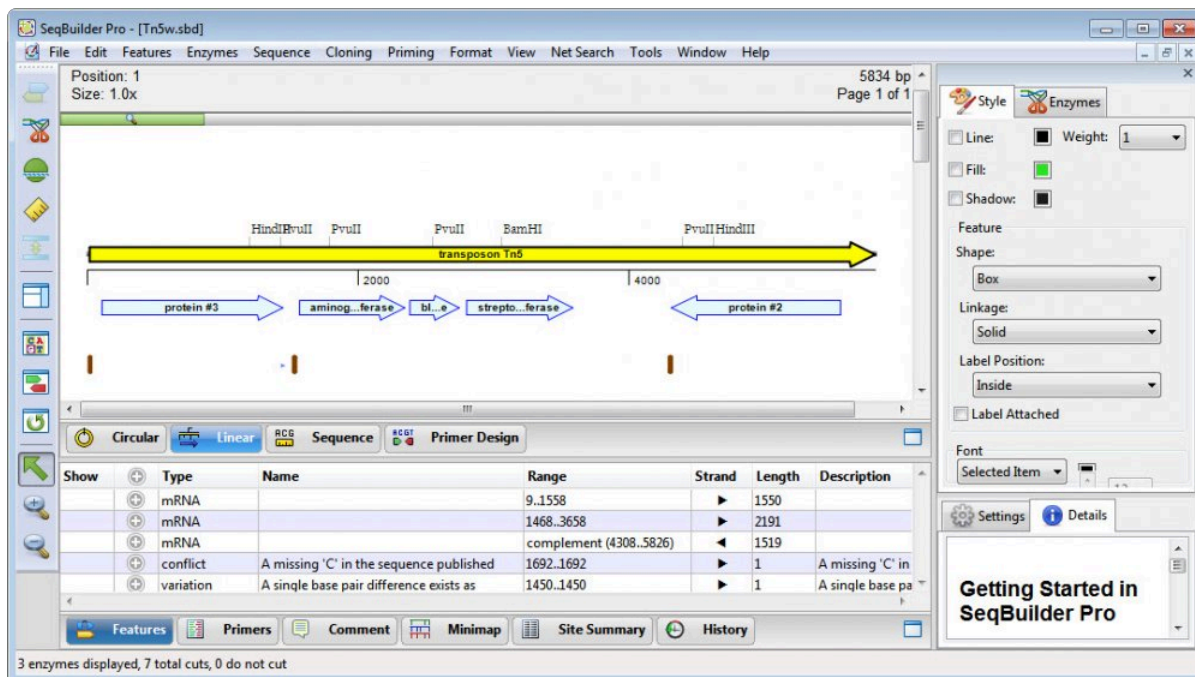 SeqBuilder Pro - [Tn5w.sbd]
File Edit Features Enzymes Sequence Cloning Priming Format View Net Search Tools Window Help
Position: 1
Size: 1.0x
5834 bp
Page 1 of 1
HindIII PvuII PvuII PvuII BamHI PvuII HindIII
transposon Tn5
2000 4000
protein #3 aminog...ferase bl...e strepto...ferase protein #2
Circular Linear Sequence Primer Design
Show Type Name Range Strand Length Description
mRNA 9..1558 1550
mRNA 1468..3658 2191
mRNA complement (4308..5826) 1519
conflict A missing 'C' in the sequence published 1692..1692 1 A missing 'C' in
variation A single base pair difference exists as 1450..1450 1 A single base pa
Features Primers Comment Minimap Site Summary History
3 enzymes displayed, 7 total cuts, 0 do not cut
Style Enzymes
Line: Weight: 1
Fill:
Shadow:
Feature
Shape:
Box
Linkage:
Solid
Label Position:
Inside
Label Attached
Font
Selected Item
Settings Details
Getting Started in
SeqBuilder Pro